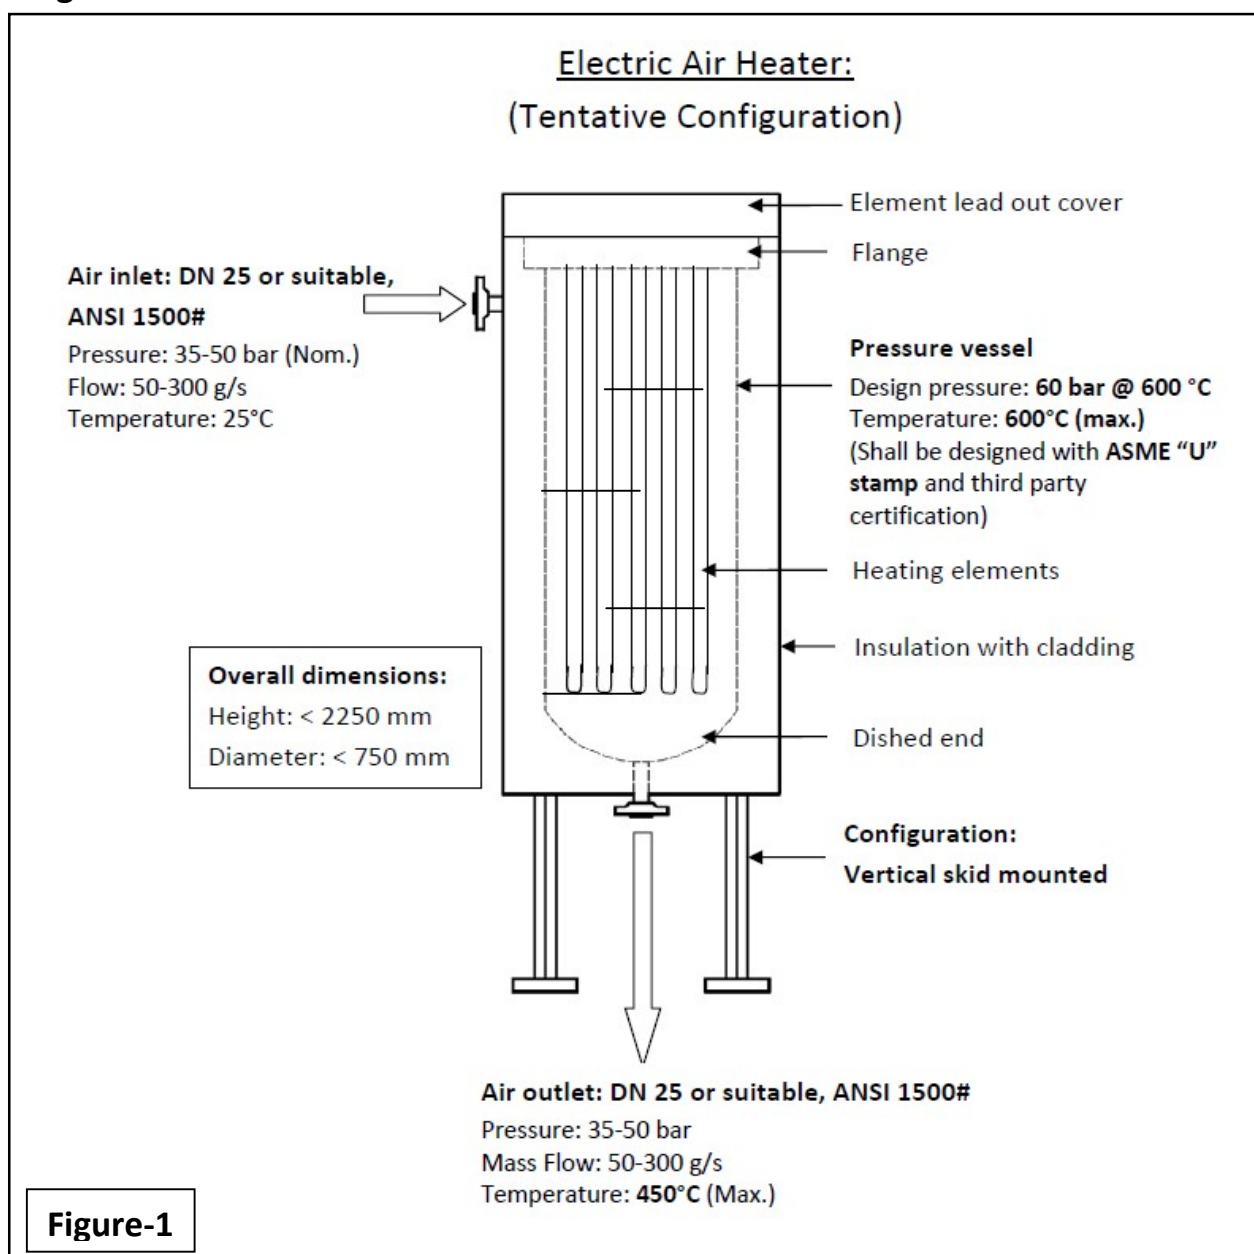 Electric Air Heater:
(Tentative Configuration)
Element lead out cover
Flange
Air inlet: DN 25 or suitable,
ANSI 1500#
Pressure: 35-50 bar (Nom.)
Flow: 50-300 g/s
Temperature: 25°C
Pressure vessel
Design pressure: 60 bar @ 600 °C
Temperature: 600°C (max.)
(Shall be designed with ASME “U”
stamp and third party
certification)
Heating elements
Insulation with cladding
Overall dimensions:
Height: < 2250 mm
Diameter: < 750 mm
Dished end
Configuration:
Vertical skid mounted
Air outlet: DN 25 or suitable, ANSI 1500#
Pressure: 35-50 bar
Mass Flow: 50-300 g/s
Temperature: 450°C (Max.)
Figure-1